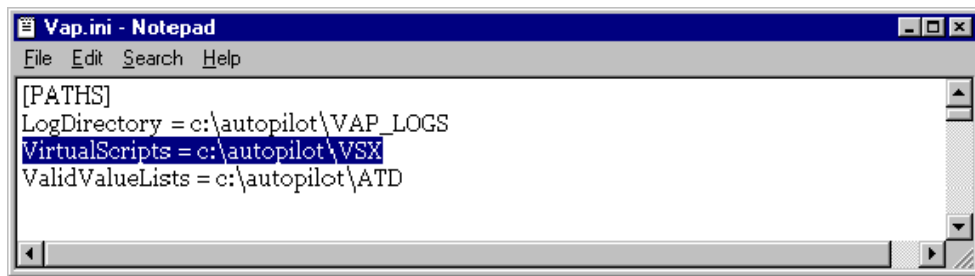 Vap.ini - Notepad
File Edit Search Help
[PATHS]
LogDirectory = c:\autopilot\VAP_LOGS
VirtualScripts = c:\autopilot\VSX
ValidValueLists = c:\autopilot\ATD